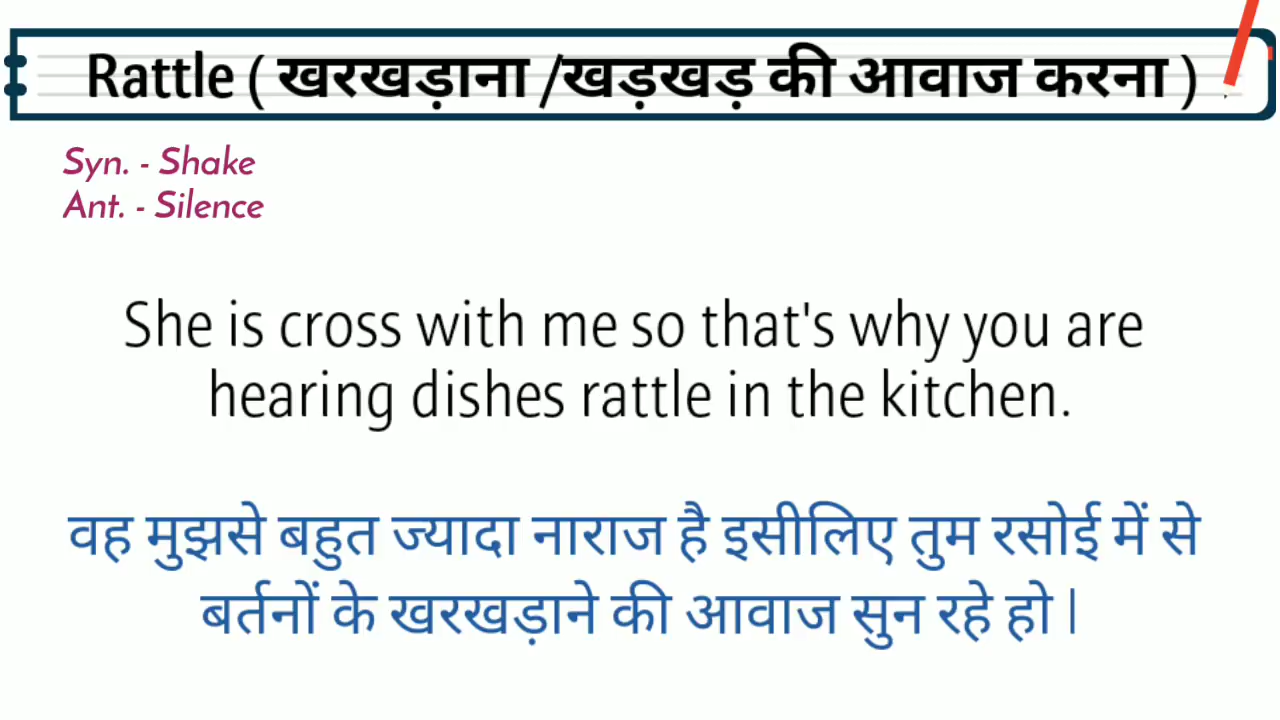 Rattle ( खरखड़ाना /खड़खड़ की आवाज करना )
Syn. - Shake
Ant. - Silence
She is cross with me so that's why you are
hearing dishes rattle in the kitchen.
वह मुझसे बहुत ज्यादा नाराज है इसीलिए तुम रसोई में से
बर्तनों के खरखड़ाने की आवाज सुन रहे हो |